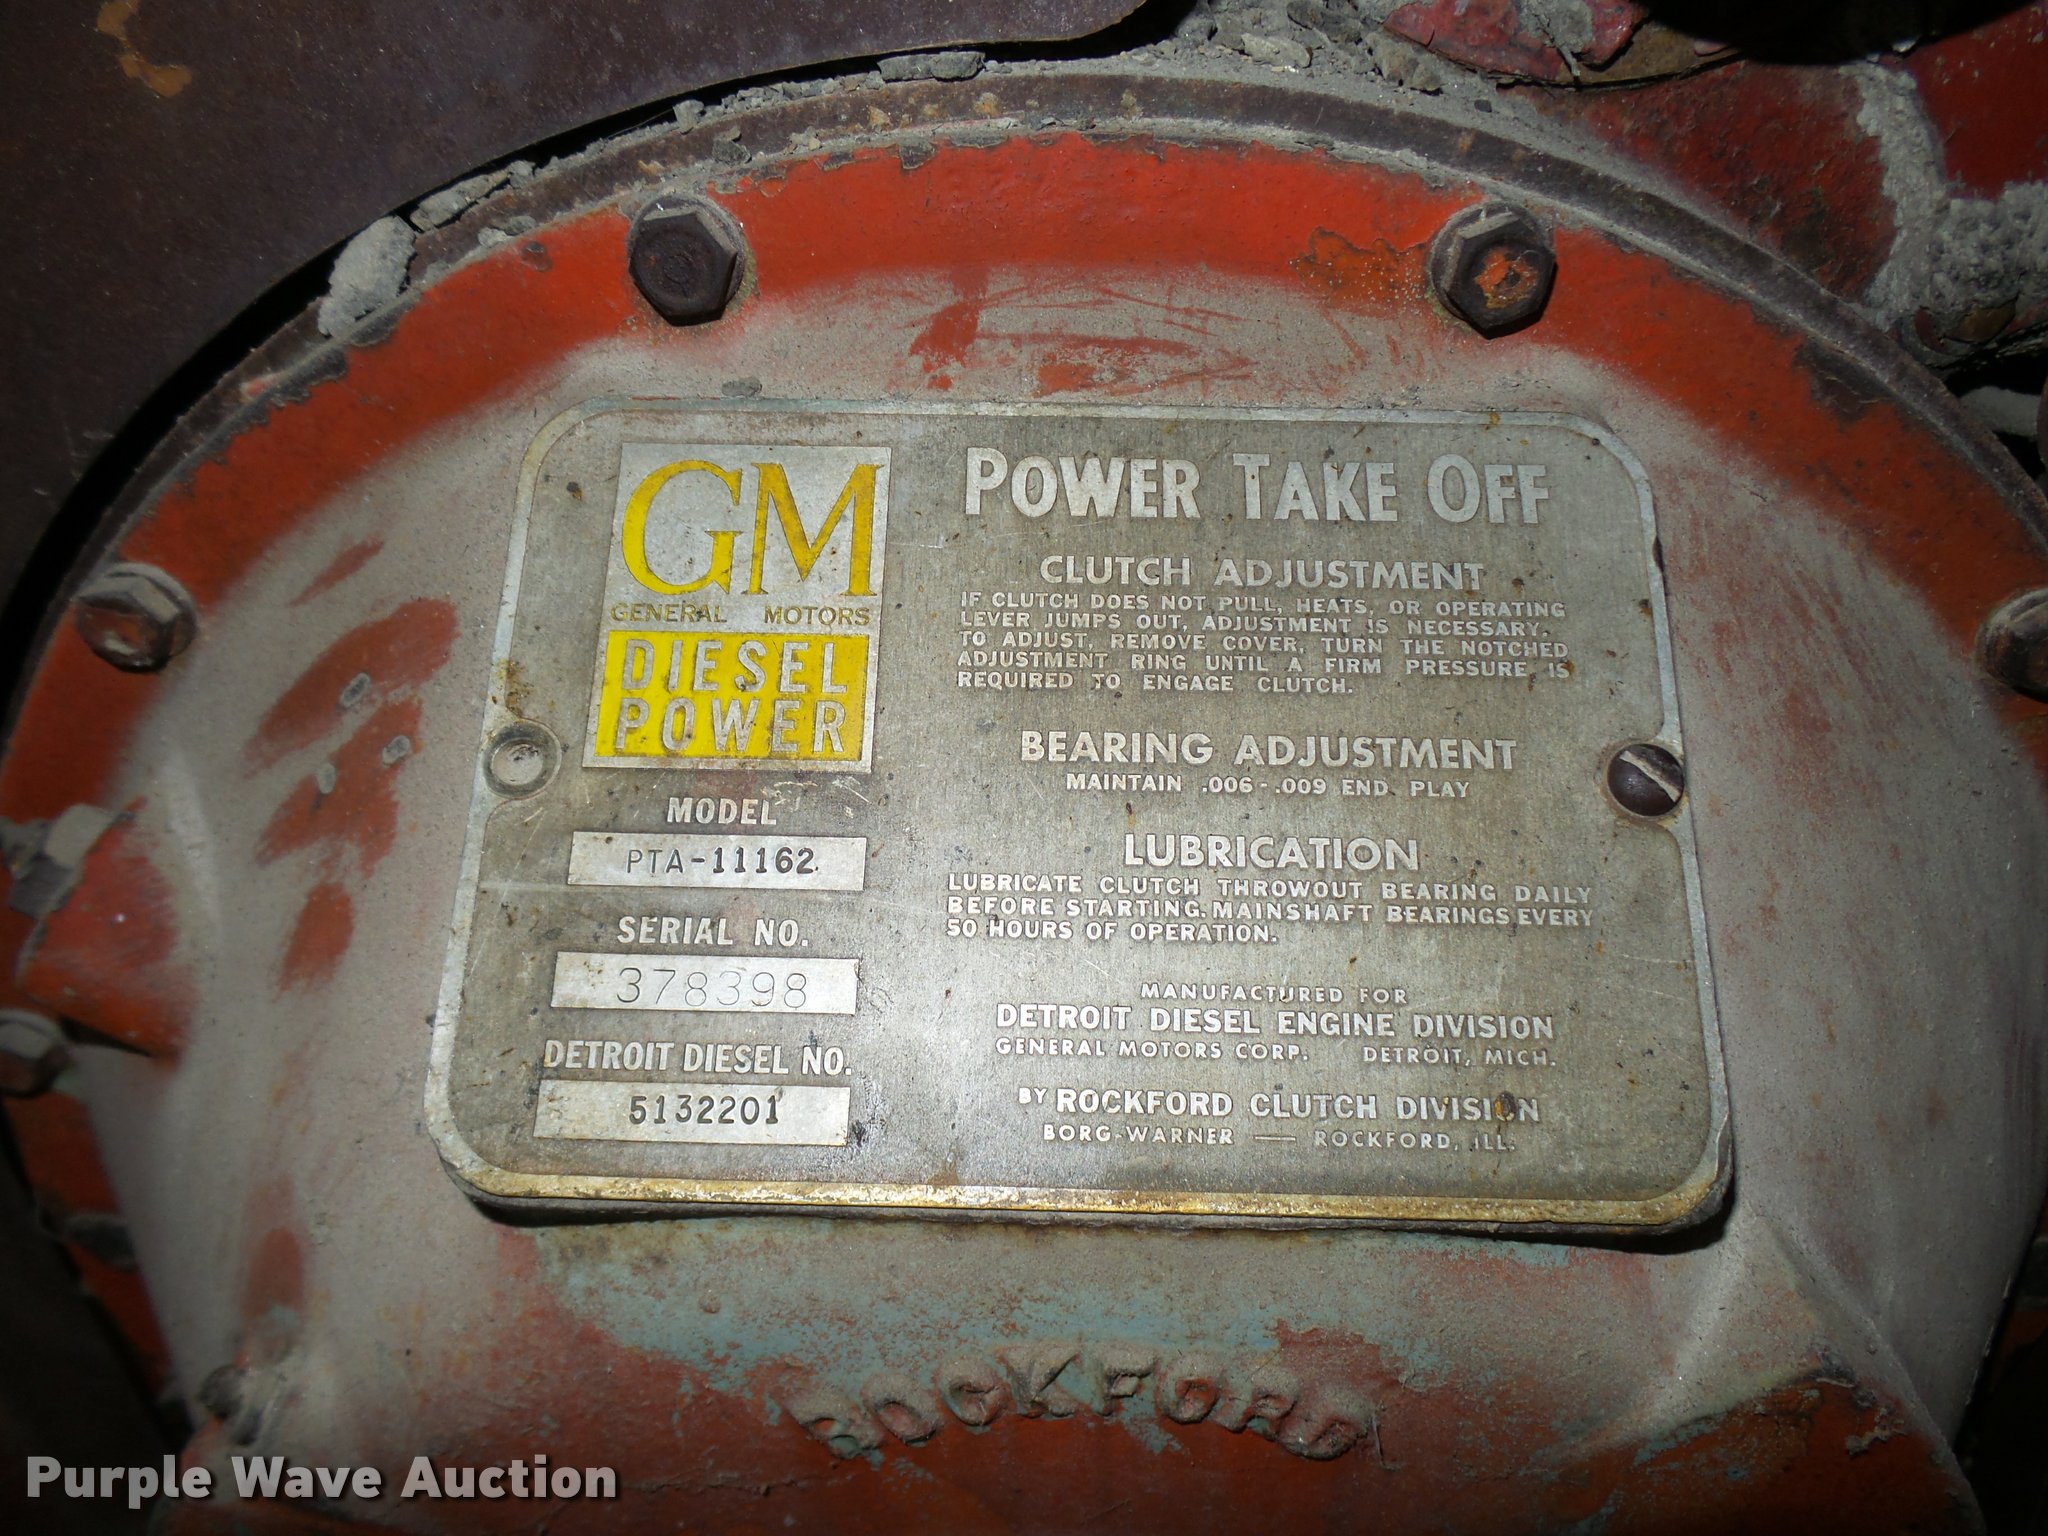 GM
GENERAL MOTORS
DIESEL
POWER
MODEL
PTA-11162
SERIAL NO.
378398
DETROIT DIESEL NO.
5132201
POWER TAKE OFF
CLUTCH ADJUSTMENT
IF CLUTCH DOES NOT PULL, HEATS, OR OPERATING
LEVER JUMPS OUT, ADJUSTMENT IS NECESSARY.
TO ADJUST, REMOVE COVER, TURN THE NOTCHED
ADJUSTMENT RING UNTIL A FIRM PRESSURE IS
REQUIRED TO ENGAGE CLUTCH.
BEARING ADJUSTMENT
MAINTAIN .006-.009 END PLAY
LUBRICATION
LUBRICATE CLUTCH THROWOUT BEARING DAILY
BEFORE STARTING. MAINSHAFT BEARINGS EVERY
50 HOURS OF OPERATION.
MANUFACTURED FOR
DETROIT DIESEL ENGINE DIVISION
GENERAL MOTORS CORP. DETROIT, MICH.
BY ROCKFORD CLUTCH DIVISION
BORG-WARNER — ROCKFORD, ILL.
ROCKFORD
Purple Wave Auction